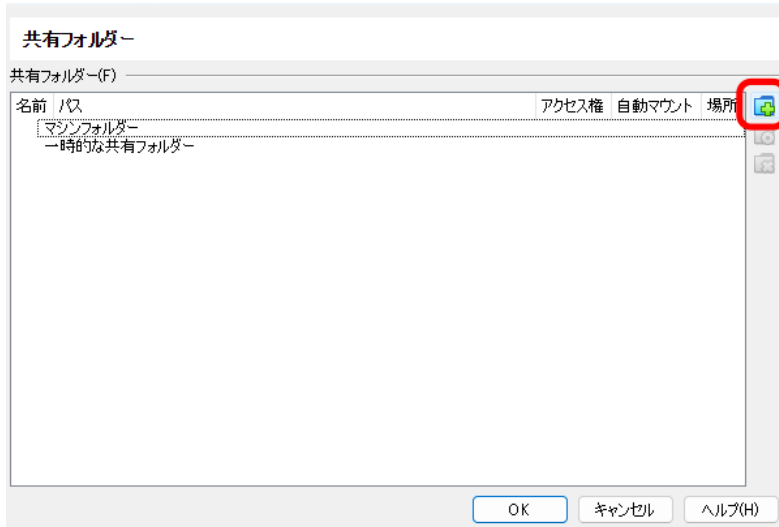 共有フォルダー
共有フォルダー(F)
名前 パス アクセス権 自動マウント 場所
マシンフォルダー
一時的な共有フォルダー
OK キャンセル ヘルプ(H)